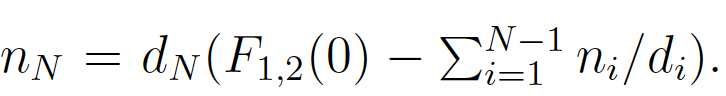 n_N = d_N(F_{1,2}(0) − ∑_{i=1}^{N−1} n_i/d_i).